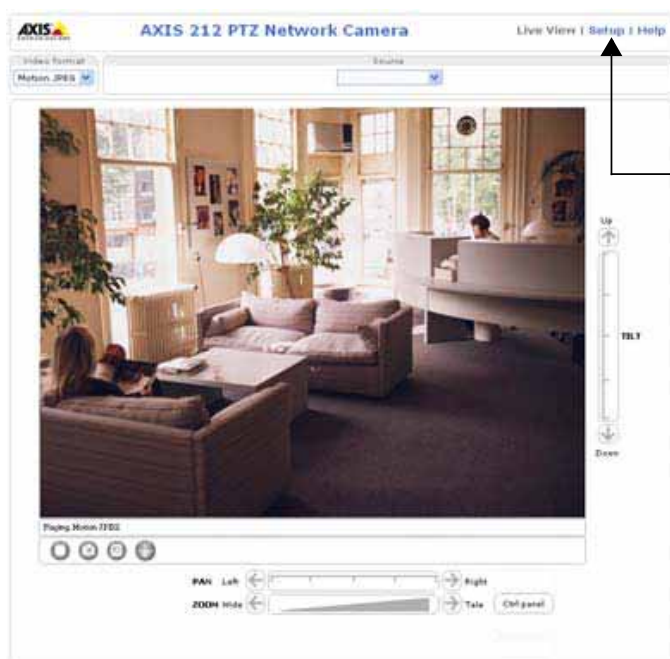 AXIS
COMMUNICATIONS
AXIS 212 PTZ Network Camera
Live View | Setup | Help
Video format
Source
Motion JPEG
Up
TILT
Down
Playing Motion JPEG
PAN Left Right
ZOOM Wide Tele Ctrl panel